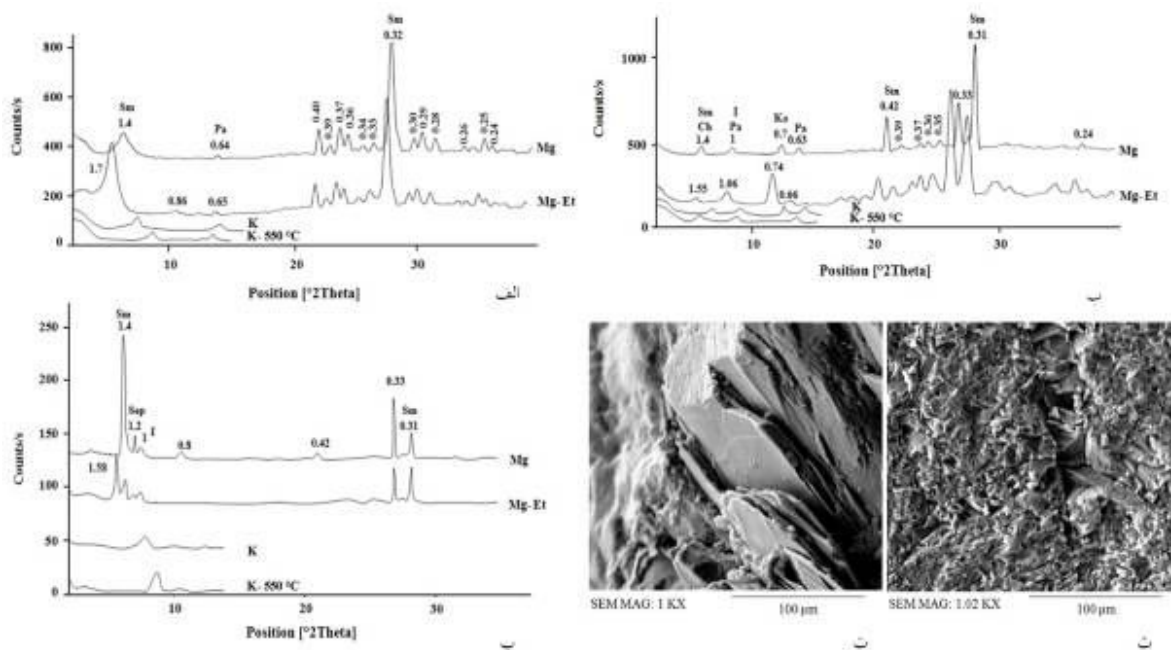 Counts/s
800
600
400
200
0
Sm
1.4
1.7
Pa
0.64
0.86
0.65
Sm
0.32
0.40
0.39
0.37
0.36
0.34
0.33
0.30
0.29
0.28
0.26
0.25
0.24
Mg
Mg-Et
K
K- 550 °C
10
20
30
Position [°2Theta]
الف
Counts/s
1000
500
0
Sm
Ch
1.4
I
Pa
1
Ka
0.7
Pa
0.63
Sm
0.42
0.39
0.37
0.36
0.35
0.33
Sm
0.31
0.24
1.55
1.06
0.74
0.66
Mg
Mg-Et
K
K- 550 °C
10
20
30
Position [°2Theta]
Counts/s
250
200
150
100
50
0
Sm
1.4
Sep
1.2
I
1
0.8
0.42
0.33
Sm
0.31
1.58
Mg
Mg-Et
K
K- 550 °C
10
20
30
Position [°2Theta]
SEM MAG: 1 KX
100 µm
SEM MAG: 1.02 KX
100 µm
ت
ث